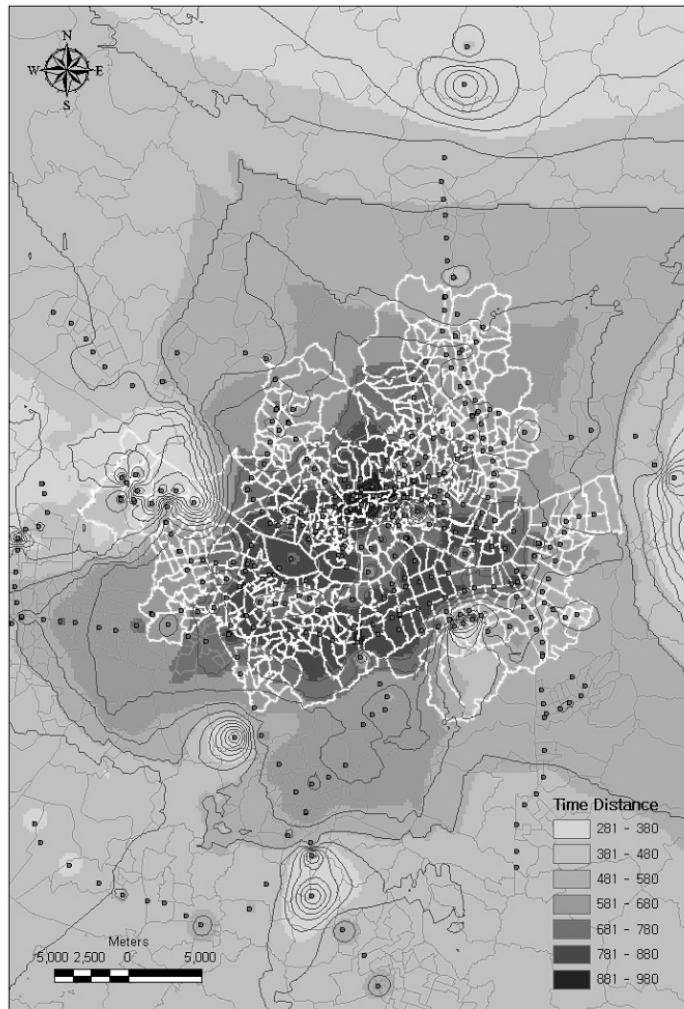 N
W E
S
Time Distance
281 - 380
381 - 480
481 - 580
581 - 680
681 - 780
781 - 880
881 - 980
Meters
5,000 2,500 0 5,000